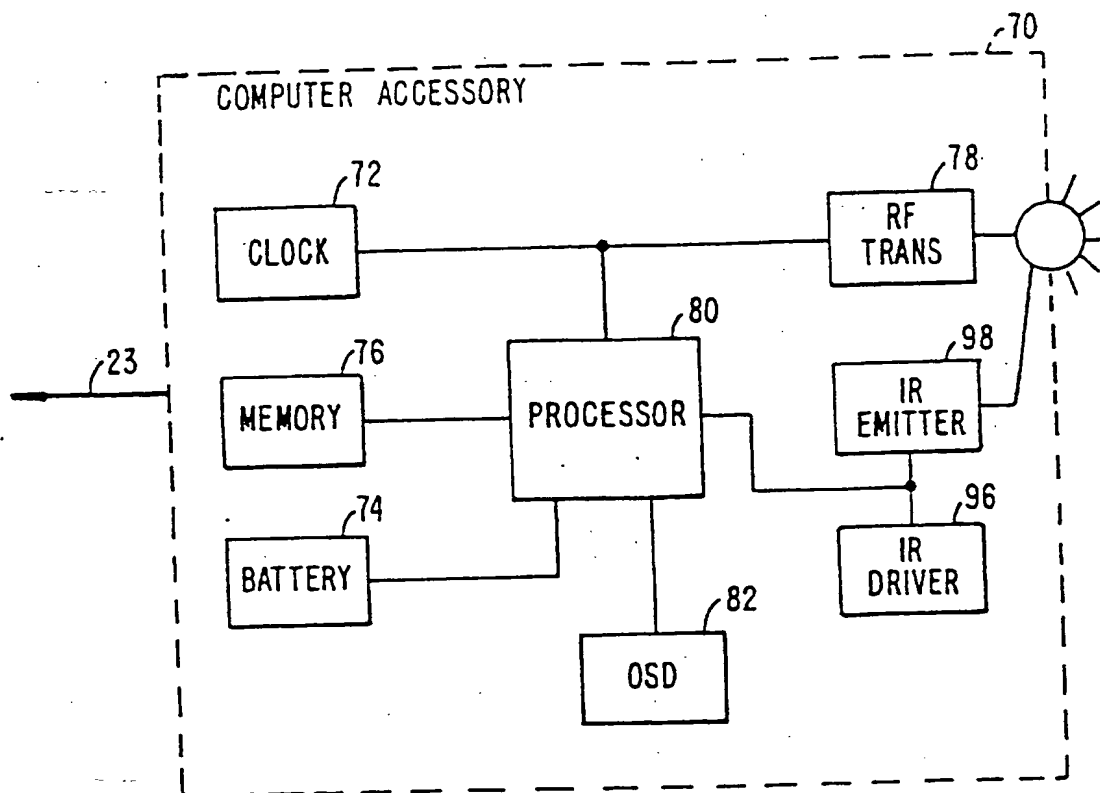 70
COMPUTER ACCESSORY
72
CLOCK
78
RF
TRANS
80
PROCESSOR
98
IR
EMITTER
23
76
MEMORY
74
BATTERY
96
IR
DRIVER
82
OSD